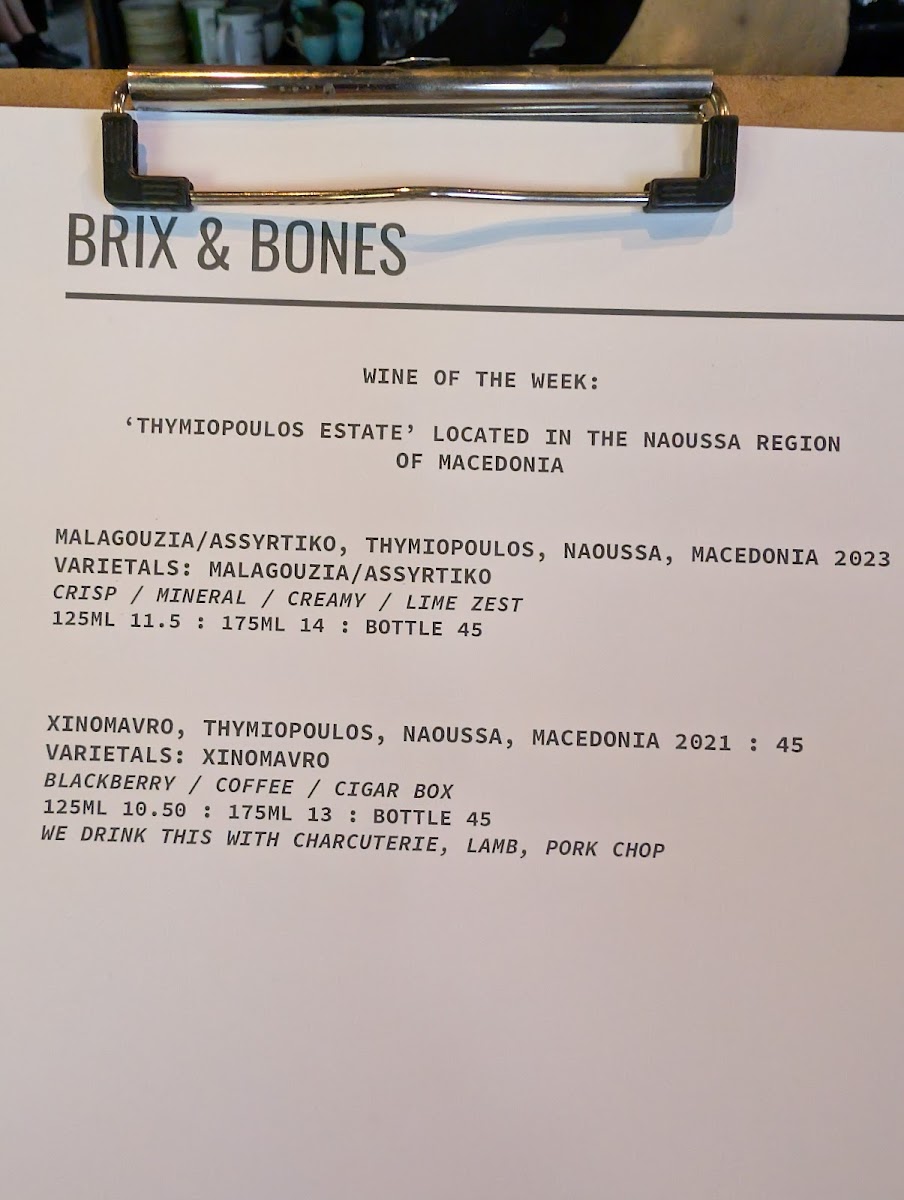 BRIX & BONES
WINE OF THE WEEK:
‘THYMIOPOULOS ESTATE’ LOCATED IN THE NAOUSSA REGION
OF MACEDONIA
MALAGOUZIA/ASSYRTIKO, THYMIOPOULOS, NAOUSSA, MACEDONIA 2023
VARIETALS: MALAGOUZIA/ASSYRTIKO
CRISP / MINERAL / CREAMY / LIME ZEST
125ML 11.5 : 175ML 14 : BOTTLE 45
XINOMAVRO, THYMIOPOULOS, NAOUSSA, MACEDONIA 2021 : 45
VARIETALS: XINOMAVRO
BLACKBERRY / COFFEE / CIGAR BOX
125ML 10.50 : 175ML 13 : BOTTLE 45
WE DRINK THIS WITH CHARCUTERIE, LAMB, PORK CHOP